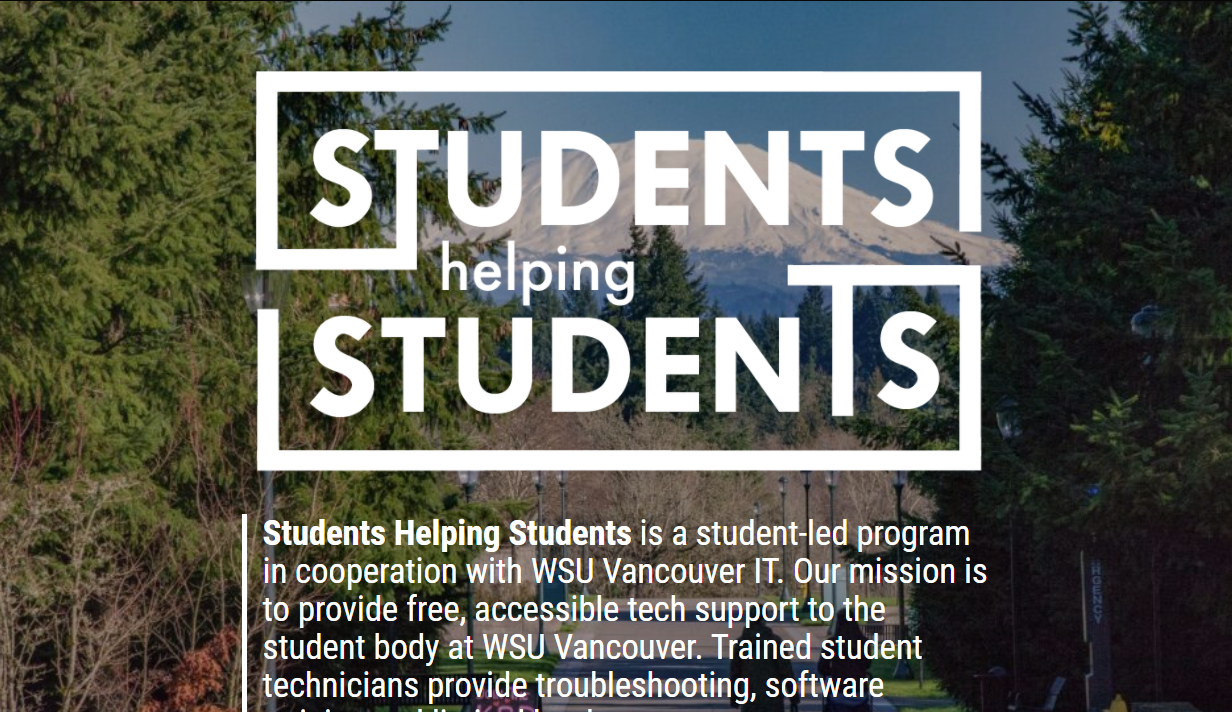 STUDENTS
helping
STUDENTS
Students Helping Students is a student-led program
in cooperation with WSU Vancouver IT. Our mission is
to provide free, accessible tech support to the
student body at WSU Vancouver. Trained student
technicians provide troubleshooting, software